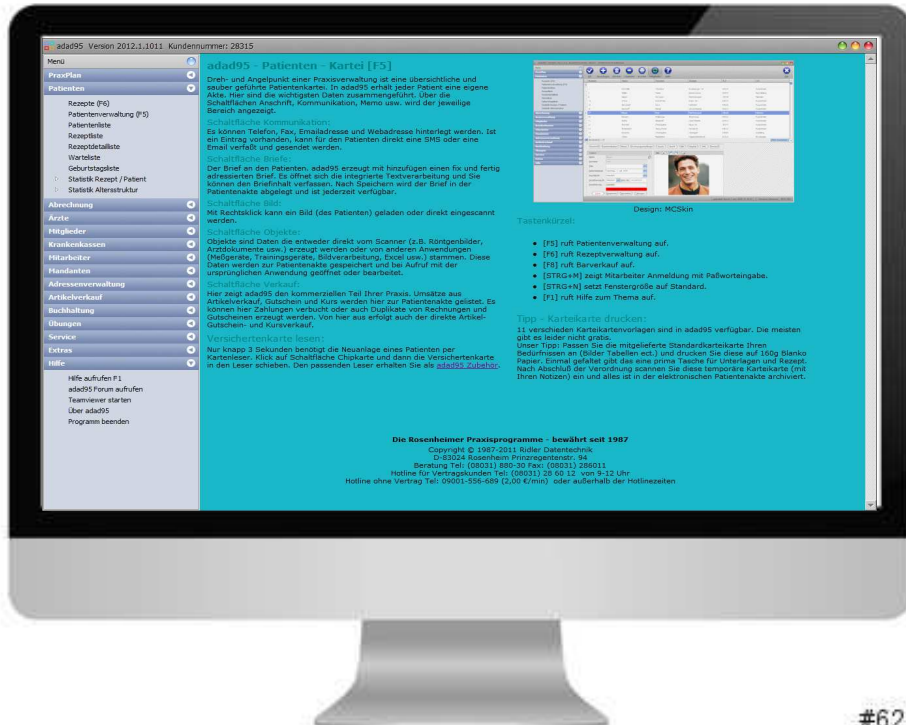 adad95 Version 2012.1.1011 Kundennummer: 28315
Menü
PraxPlan
Patienten
Rezepte (F6)
Patientenverwaltung (F5)
Patientenliste
Rezeptliste
Rezeptdetailliste
Warteliste
Geburtstagsliste
Statistik Rezept / Patient
Statistik Altersstruktur
Abrechnung
Ärzte
Mitglieder
Krankenkassen
Mitarbeiter
Mandanten
Adressenverwaltung
Artikelverkauf
Buchhaltung
Übungen
Service
Extras
Hilfe
Hilfe aufrufen F1
adad95 Forum aufrufen
Teamviewer starten
Über adad95
Programm beenden
adad95 - Patienten - Kartei [F5]
Dreh- und Angelpunkt einer Praxisverwaltung ist eine übersichtliche und
sauber geführte Patientenkartei. In adad95 erhält jeder Patient eine eigene
Akte. Hier sind die wichtigsten Daten zusammengeführt. Über die
Schaltflächen Anschrift, Kommunikation, Memo usw. wird der jeweilige
Bereich angezeigt.
Schaltfläche Kommunikation:
Es können Telefon, Fax, Emailadresse und Webadresse hinterlegt werden. Ist
ein Eintrag vorhanden, kann für den Patienten direkt eine SMS oder eine
Email verfaßt und gesendet werden.
Schaltfläche Briefe:
Der Brief an den Patienten. adad95 erzeugt mit hinzufügen einen fix und fertig
adressierten Brief. Es öffnet sich die integrierte Textverarbeitung und Sie
können den Briefinhalt verfassen. Nach Speichern wird der Brief in der
Patientenakte abgelegt und ist jederzeit verfügbar.
Schaltfläche Bild:
Mit Rechtsklick kann ein Bild (das Patienten) geladen oder direkt eingescannt
werden.
Schaltfläche Objekte:
Objekte sind Daten die entweder direkt vom Scanner (z.B. Röntgenbilder,
Arztdokumente usw.) erzeugt werden oder von anderen Anwendungen
(Meßgeräte, Trainingsgeräte, Bildverarbeitung, Excel usw.) stammen. Diese
Daten werden zur Patientenakte gespeichert und bei Aufruf mit der
ursprünglichen Anwendung geöffnet oder bearbeitet.
Schaltfläche Verkauf:
Hier zeigt adad95 den kommerziellen Teil Ihrer Praxis. Umsätze aus
Artikelverkauf, Gutschein und Kurs werden hier zur Patientenakte gelistet. Es
können hier Zahlungen verbucht oder auch Duplikate von Rechnungen und
Gutscheinen erzeugt werden. Von hier aus erfolgt auch der direkte Artikel-
Gutschein- und Kursverkauf.
Versichertenkarte lesen:
Nur knapp 3 Sekunden benötigt die Neuanlage eines Patienten per
Kartenleser. Klick auf Schaltfläche Chipkarte und dann die Versichertenkarte
in den Leser schieben. Den passenden Leser erhalten Sie als adad95 Zubehör.
Design: MCSkin
Tastenkürzel:
• [F5] ruft Patientenverwaltung auf.
• [F6] ruft Rezeptverwaltung auf.
• [F8] ruft Barverkauf auf.
• [STRG+M] zeigt Mitarbeiter Anmeldung mit Paßworteingabe.
• [STRG+N] setzt Fenstergröße auf Standard.
• [F1] ruft Hilfe zum Thema auf.
Tipp - Karteikarte drucken:
11 verschieden Karteikartenvorlagen sind in adad95 verfügbar. Die meisten
gibt es leider nicht gratis.
Unser Tipp: Passen Sie die mitgelieferte Standardkarteikarte Ihren
Bedürfnissen an (Bilder Tabellen ect.) und drucken Sie diese auf 160g Blanko
Papier. Einmal gefaltet gibt das eine prima Tasche für Unterlagen und Rezept.
Nach Abschluß der Verordnung scannen Sie diese temporäre Karteikarte (mit
Ihren Notizen) ein und alles ist in der elektronischen Patientenakte archiviert.
Die Rosenheimer Praxisprogramme - bewährt seit 1987
Copyright © 1987-2011 Ridler Datentechnik
D-83024 Rosenheim Prinzregentenstr. 94
Beratung Tel: (08031) 880-30 Fax: (08031) 286011
Hotline für Vertragskunden Tel: (08031) 28 60 12 von 9-12 Uhr
Hotline ohne Vertrag Tel: 09001-556-689 (2,00 €/min) oder außerhalb der Hotlinezeiten
#62